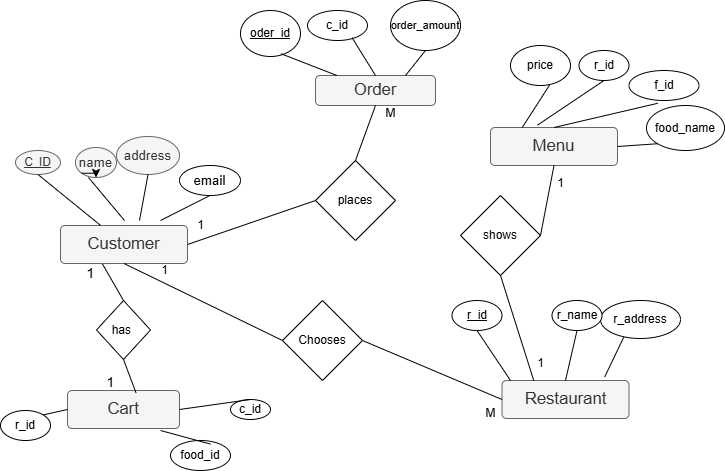 oder_id
c_id
order_amount
Order
M
price
r_id
f_id
food_name
Menu
1
C_ID
name
address
email
Customer
1
1
1
places
shows
has
Chooses
r_id
r_name
r_address
1
Restaurant
M
1
Cart
r_id
c_id
food_id